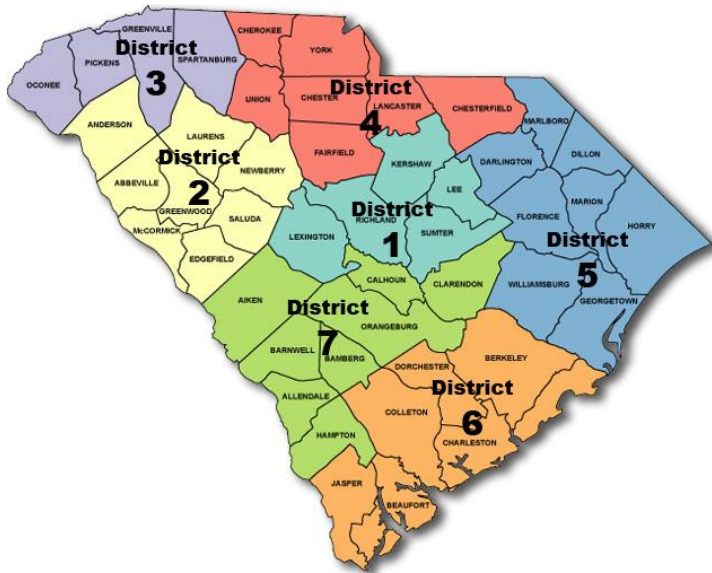 GREENVILLE
CHEROKEE
YORK
PICKENS
District
3
SPARTANBURG
OCONEE
UNION
CHESTER
District
4
LANCASTER
CHESTERFIELD
MARLBORO
ANDERSON
LAURENS
FAIRFIELD
KERSHAW
DARLINGTON
DILLON
District
2
NEWBERRY
ABBEVILLE
GREENWOOD
LEE
MARION
McCORMICK
SALUDA
District
1
RICHLAND
SUMTER
FLORENCE
HORRY
LEXINGTON
EDGEFIELD
District
5
CALHOUN
CLARENDON
WILLIAMSBURG
GEORGETOWN
AIKEN
District
7
ORANGEBURG
BARNWELL
BAMBERG
DORCHESTER
BERKELEY
ALLENDALE
COLLETON
District
6
HAMPTON
CHARLESTON
JASPER
BEAUFORT